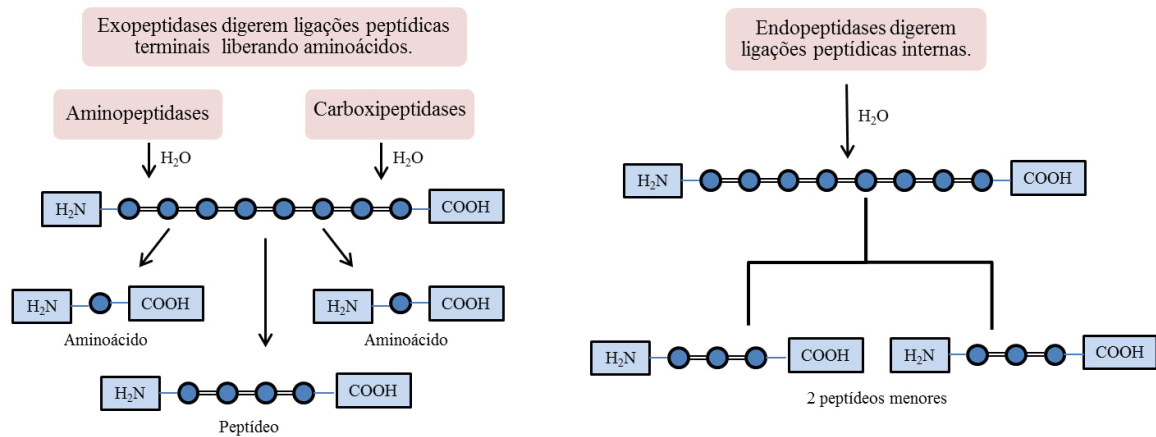 Exopeptidases digerem ligações peptídicas
terminais liberando aminoácidos.
Aminopeptidases
Carboxipeptidases
H₂O
H₂O
H₂N
COOH
H₂N
COOH
Aminoácido
H₂N
COOH
Aminoácido
H₂N
COOH
Peptídeo
Endopeptidases digerem
ligações peptídicas internas.
H₂O
H₂N
COOH
H₂N
COOH
H₂N
COOH
2 peptídeos menores